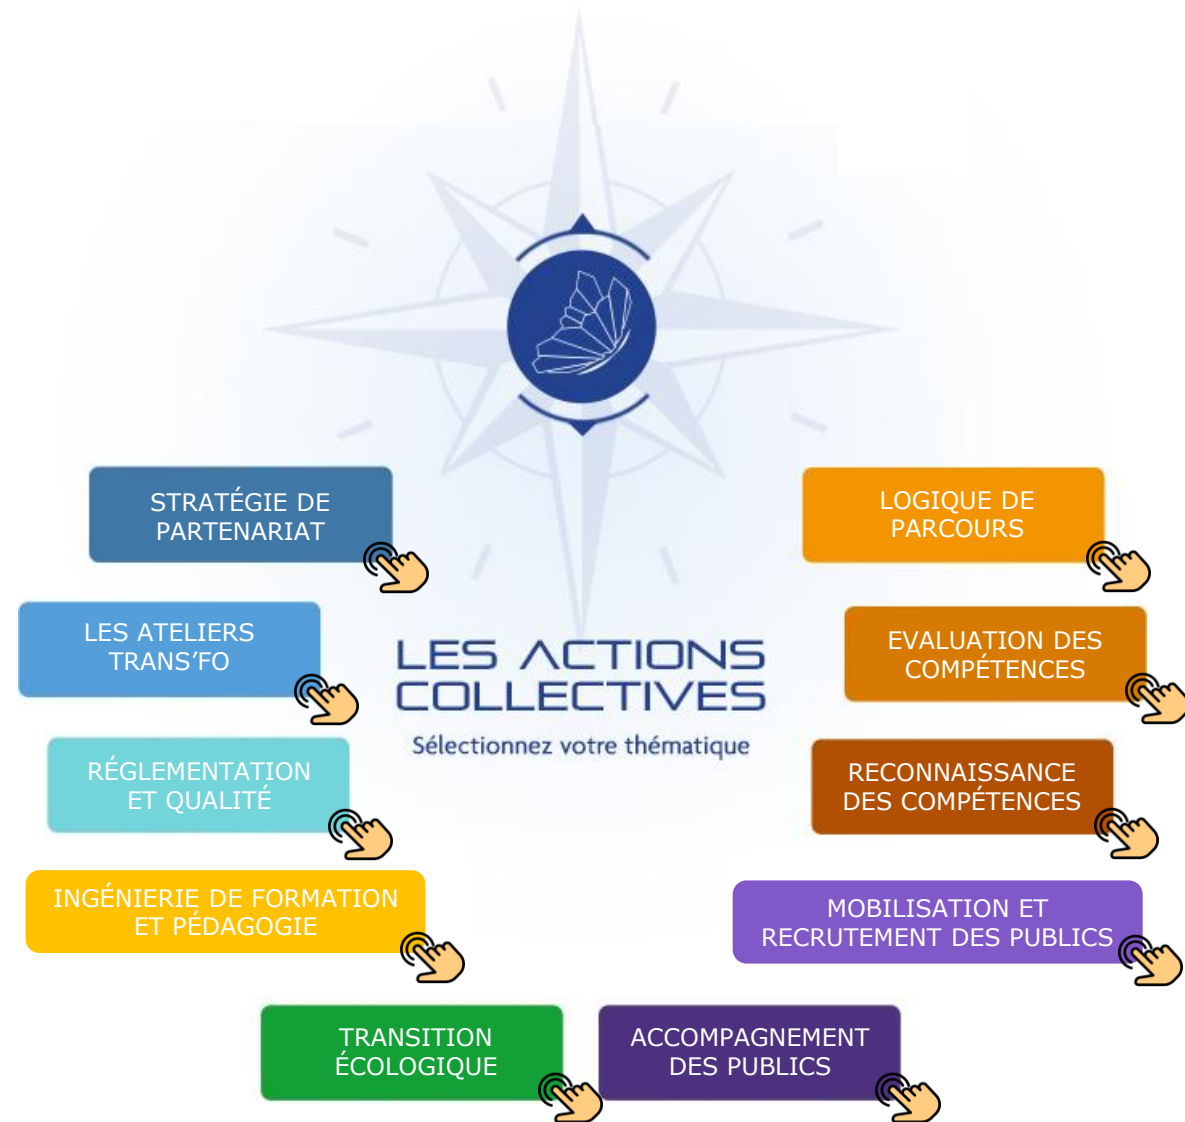 STRATÉGIE DE
PARTENARIAT
LOGIQUE DE
PARCOURS
LES ATELIERS
TRANS’FO
EVALUATION DES
COMPÉTENCES
LES ACTIONS
COLLECTIVES
Sélectionnez votre thématique
RÉGLEMENTATION
ET QUALITÉ
RECONNAISSANCE
DES COMPÉTENCES
INGÉNIERIE DE FORMATION
ET PÉDAGOGIE
MOBILISATION ET
RECRUTEMENT DES PUBLICS
TRANSITION
ÉCOLOGIQUE
ACCOMPAGNEMENT
DES PUBLICS